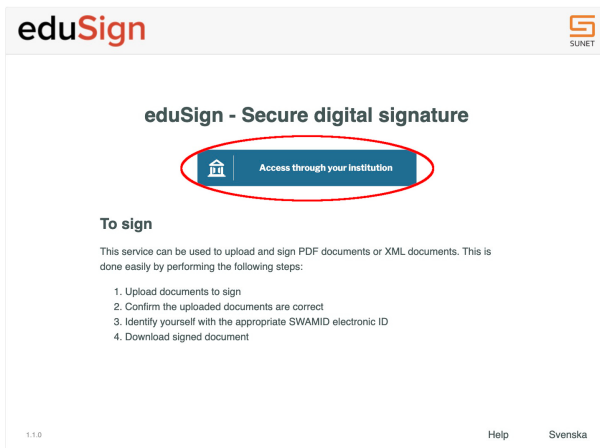 eduSign
SUNET
eduSign - Secure digital signature
Access through your institution
To sign
This service can be used to upload and sign PDF documents or XML documents. This is
done easily by performing the following steps:
1. Upload documents to sign
2. Confirm the uploaded documents are correct
3. Identify yourself with the appropriate SWAMID electronic ID
4. Download signed document
1.1.0
Help
Svenska